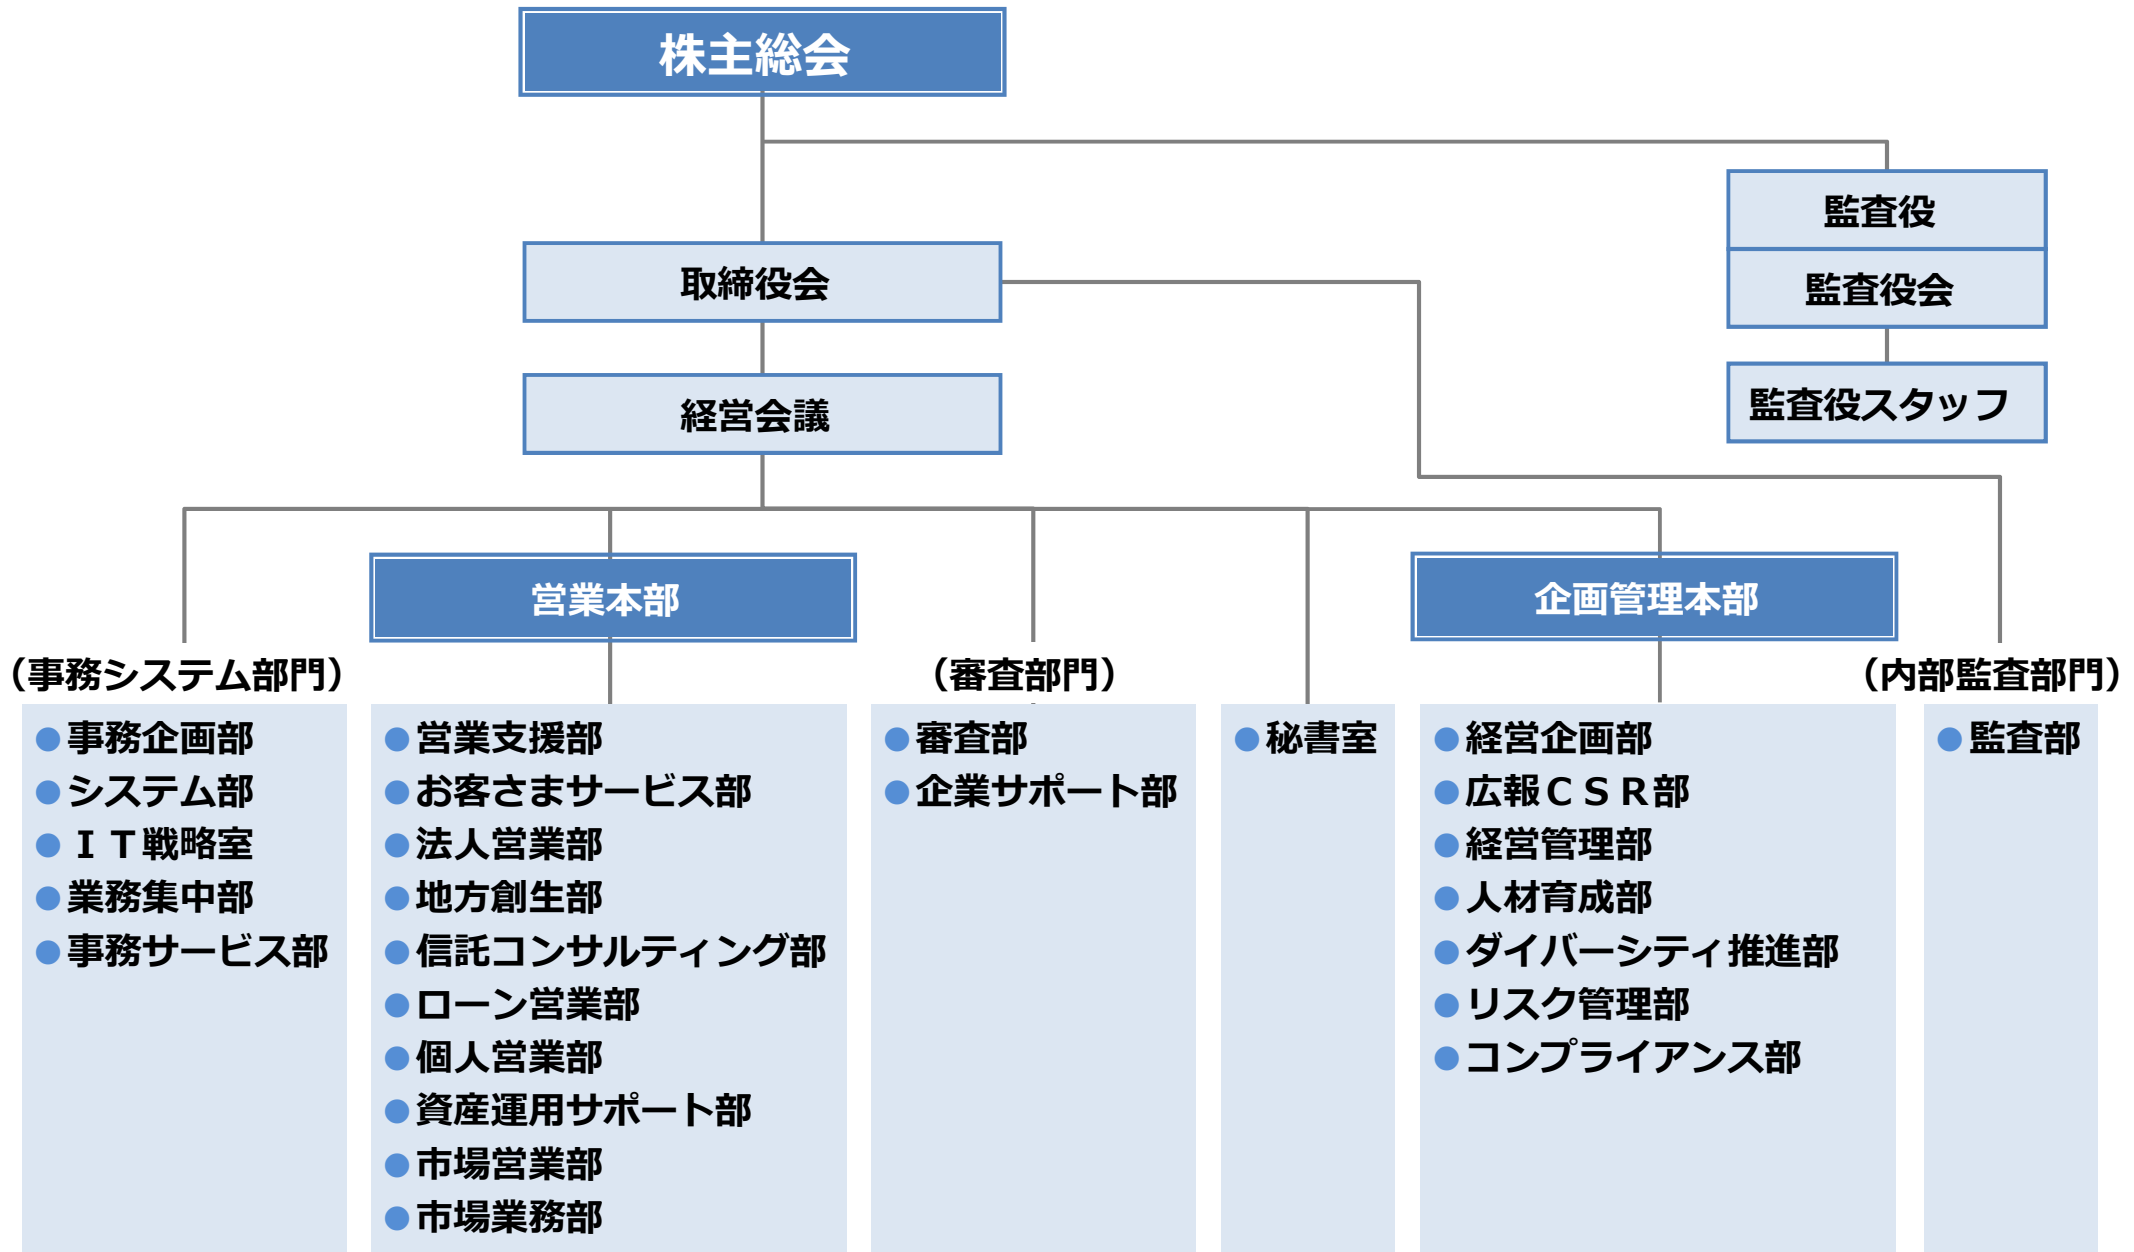 株主総会
監査役
監査役会
取締役会
監査役スタッフ
経営会議
営業本部
企画管理本部
（事務システム部門）
（審査部門）
（内部監査部門）
●事務企画部
●システム部
●ＩＴ戦略室
●業務集中部
●事務サービス部
●営業支援部
●お客さまサービス部
●法人営業部
●地方創生部
●信託コンサルティング部
●ローン営業部
●個人営業部
●資産運用サポート部
●市場営業部
●市場業務部
●審査部
●企業サポート部
●秘書室
●経営企画部
●広報ＣＳＲ部
●経営管理部
●人材育成部
●ダイバーシティ推進部
●リスク管理部
●コンプライアンス部
●監査部